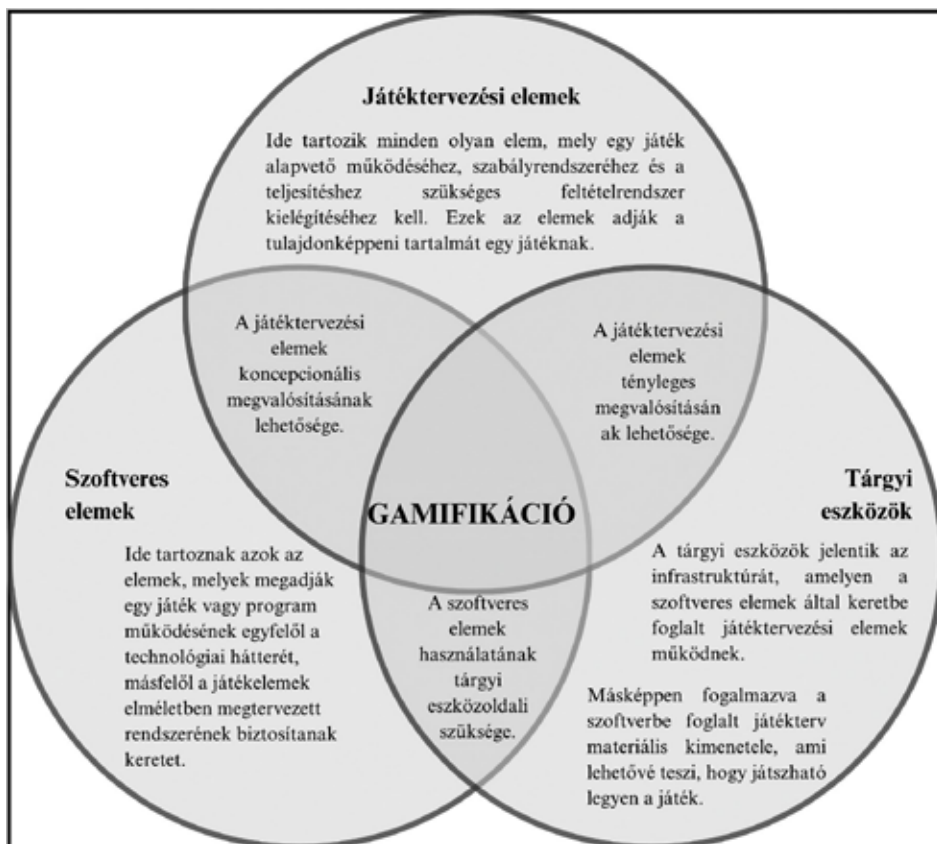 Játéktervezési elemek
Ide tartozik minden olyan elem, mely egy játék
alapvető működéséhez, szabályrendszeréhez és a
teljesítéshez szükséges feltételrendszer
kielégítéséhez kell. Ezek az elemek adják a
tulajdonképpeni tartalmát egy játéknak.
A játéktervezési
elemek
koncepcionális
megvalósításának
lehetősége.
A játéktervezési
elemek
tényleges
megvalósításán
ak lehetősége.
Szoftveres
elemek
Ide tartoznak azok az
elemek, melyek megadják
egy játék vagy program
működésének egyfelől a
technológiai hátterét,
másfelől a játékelemek
elméletben megtervezett
rendszerének biztosítanak
keretet.
GAMIFIKÁCIÓ
A szoftveres
elemek
használatának
tárgyi
eszközoldali
szüksége.
Tárgyi
eszközök
A tárgyi eszközök jelentik az
infrastruktúrát, amelyen a
szoftveres elemek által keretbe
foglalt játéktervezési elemek
működnek.
Másképpen fogalmazva a
szoftverbe foglalt játékterv
materiális kimenetele, ami
lehetővé teszi, hogy játszható
legyen a játék.